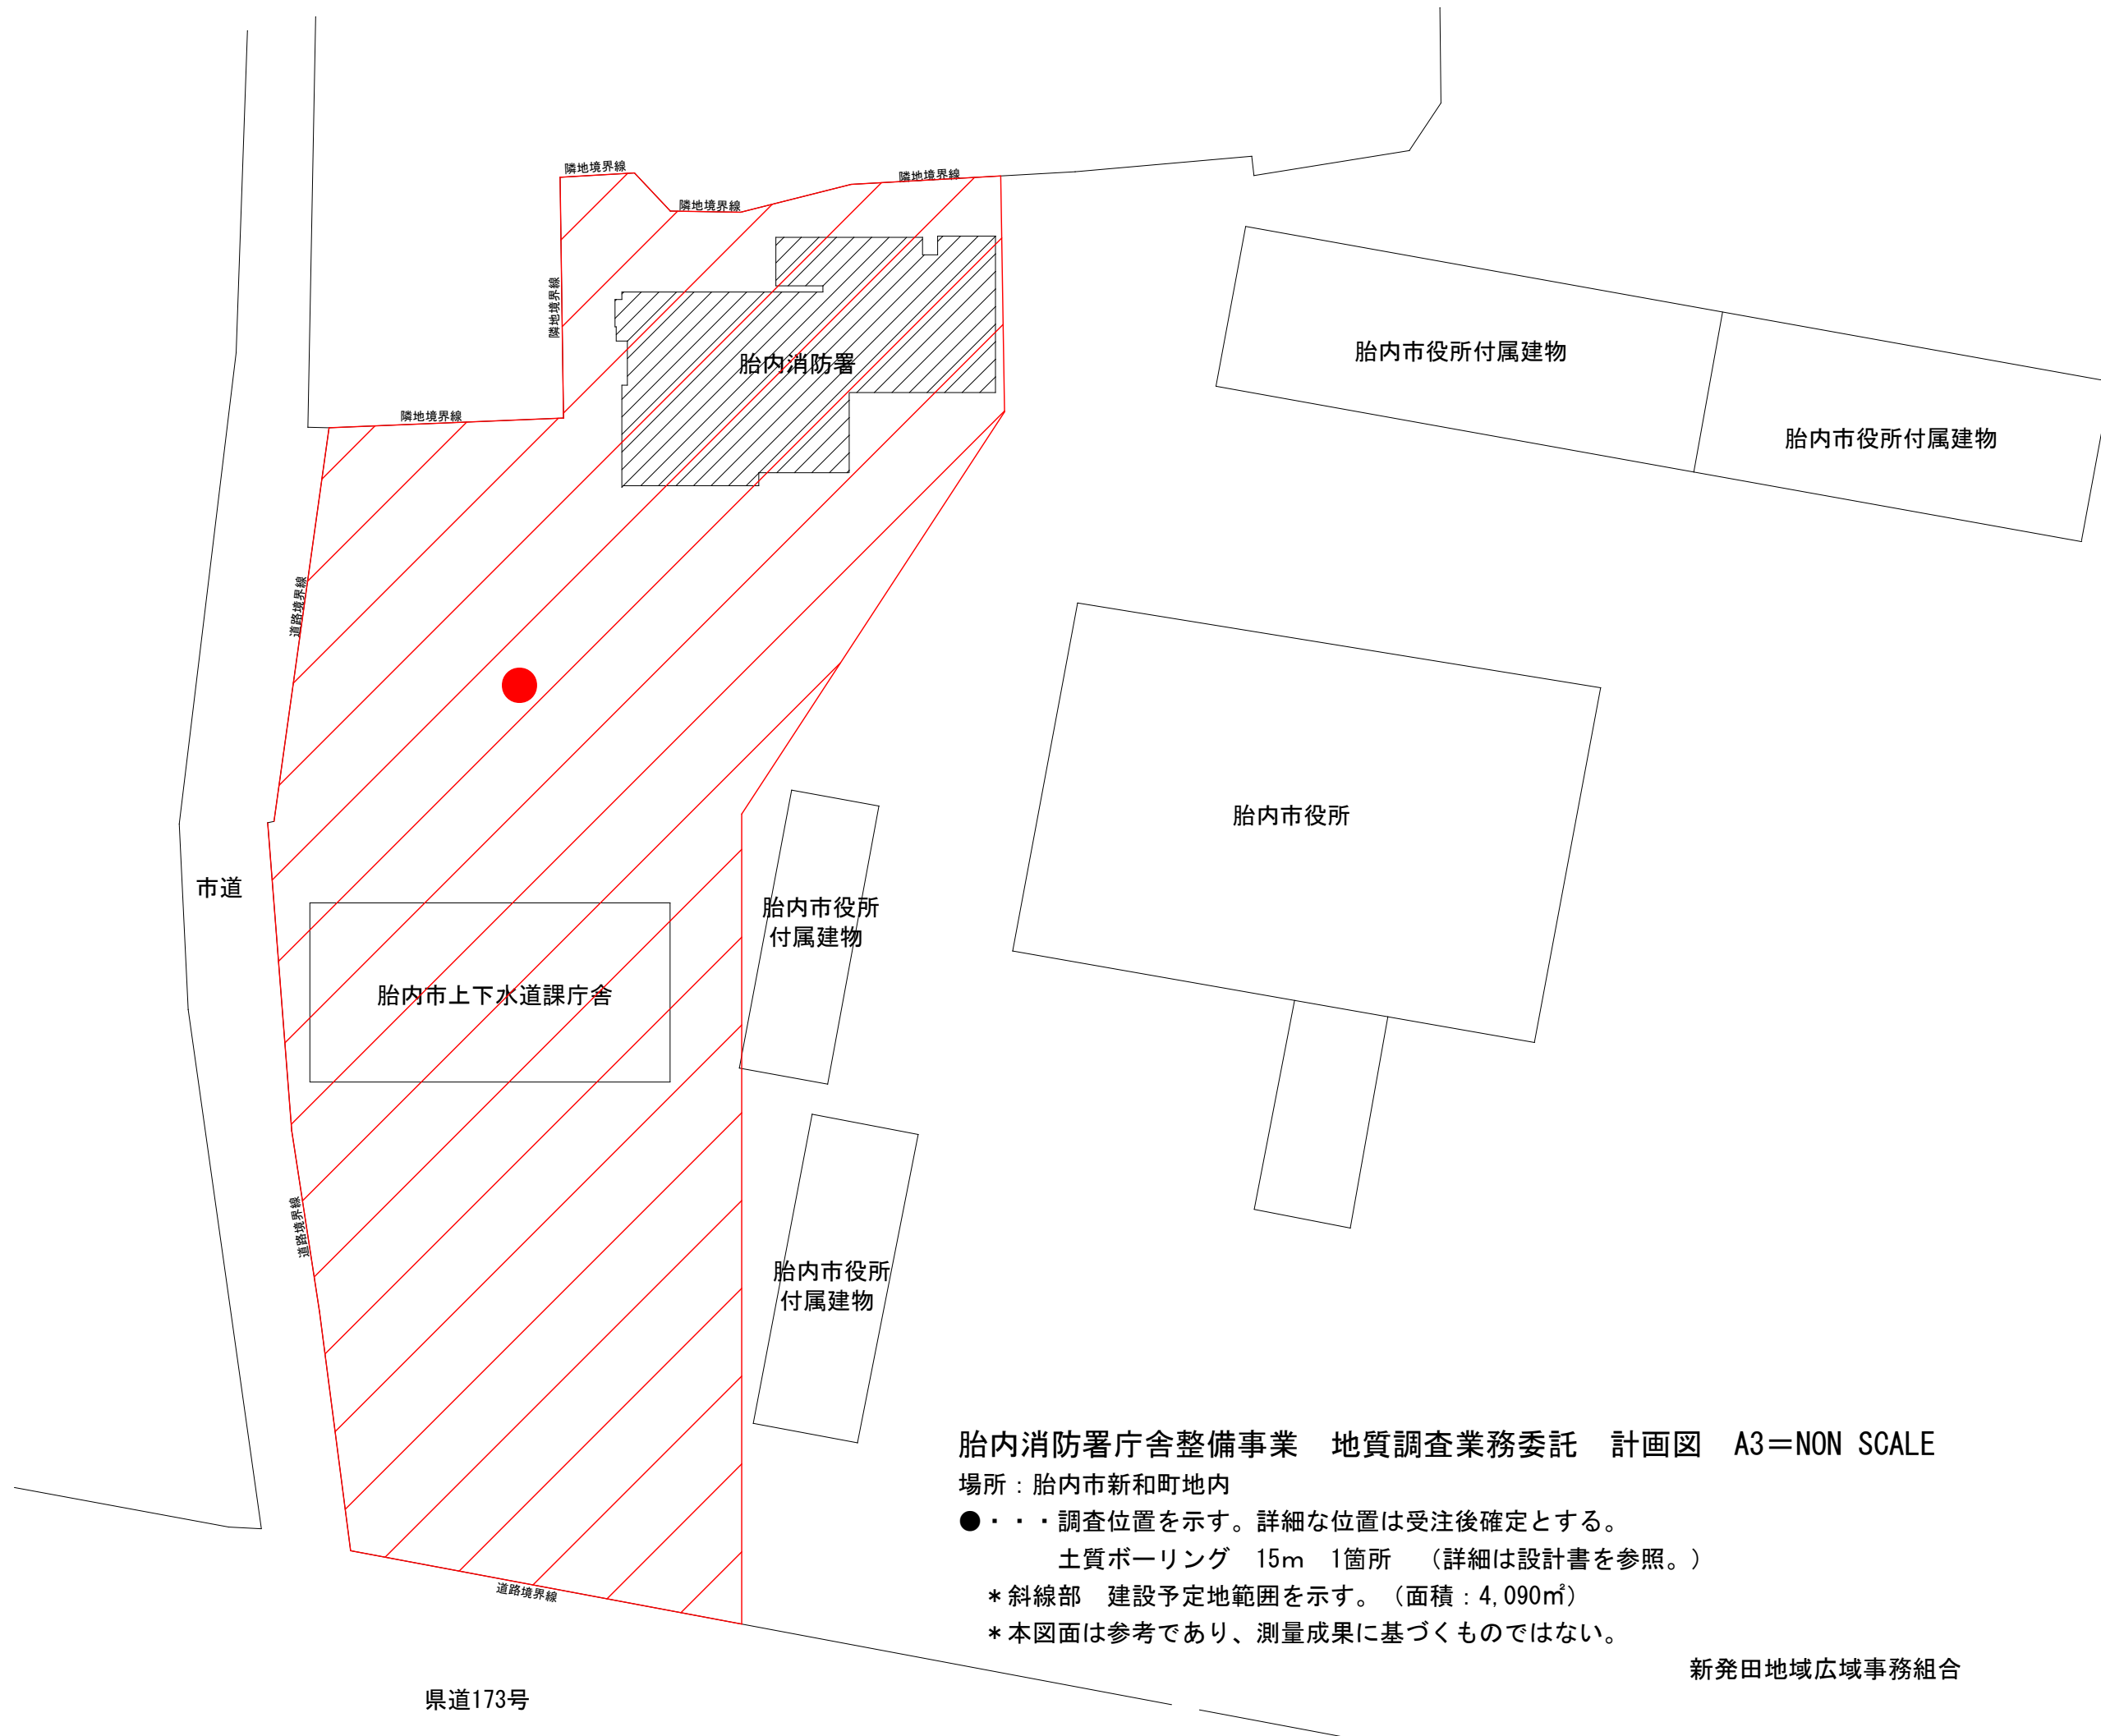 隣地境界線
隣地境界線
隣地境界線
隣地境界線
隣地境界線
胎内消防署
胎内市役所付属建物
胎内市役所付属建物
道路境界線
胎内市役所
市道
胎内市役所
付属建物
胎内市上下水道課庁舎
道路境界線
胎内市役所
付属建物
胎内消防署庁舎整備事業　地質調査業務委託　計画図　A3＝NON SCALE
場所：胎内市新和町地内
●・・・調査位置を示す。詳細な位置は受注後確定とする。
土質ボーリング　15ｍ　1箇所　（詳細は設計書を参照。）
＊斜線部　建設予定地範囲を示す。（面積：4,090㎡）
＊本図面は参考であり、測量成果に基づくものではない。
道路境界線
新発田地域広域事務組合
県道173号